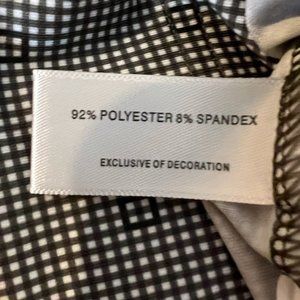 92% POLYESTER 8% SPANDEX
EXCLUSIVE OF DECORATION